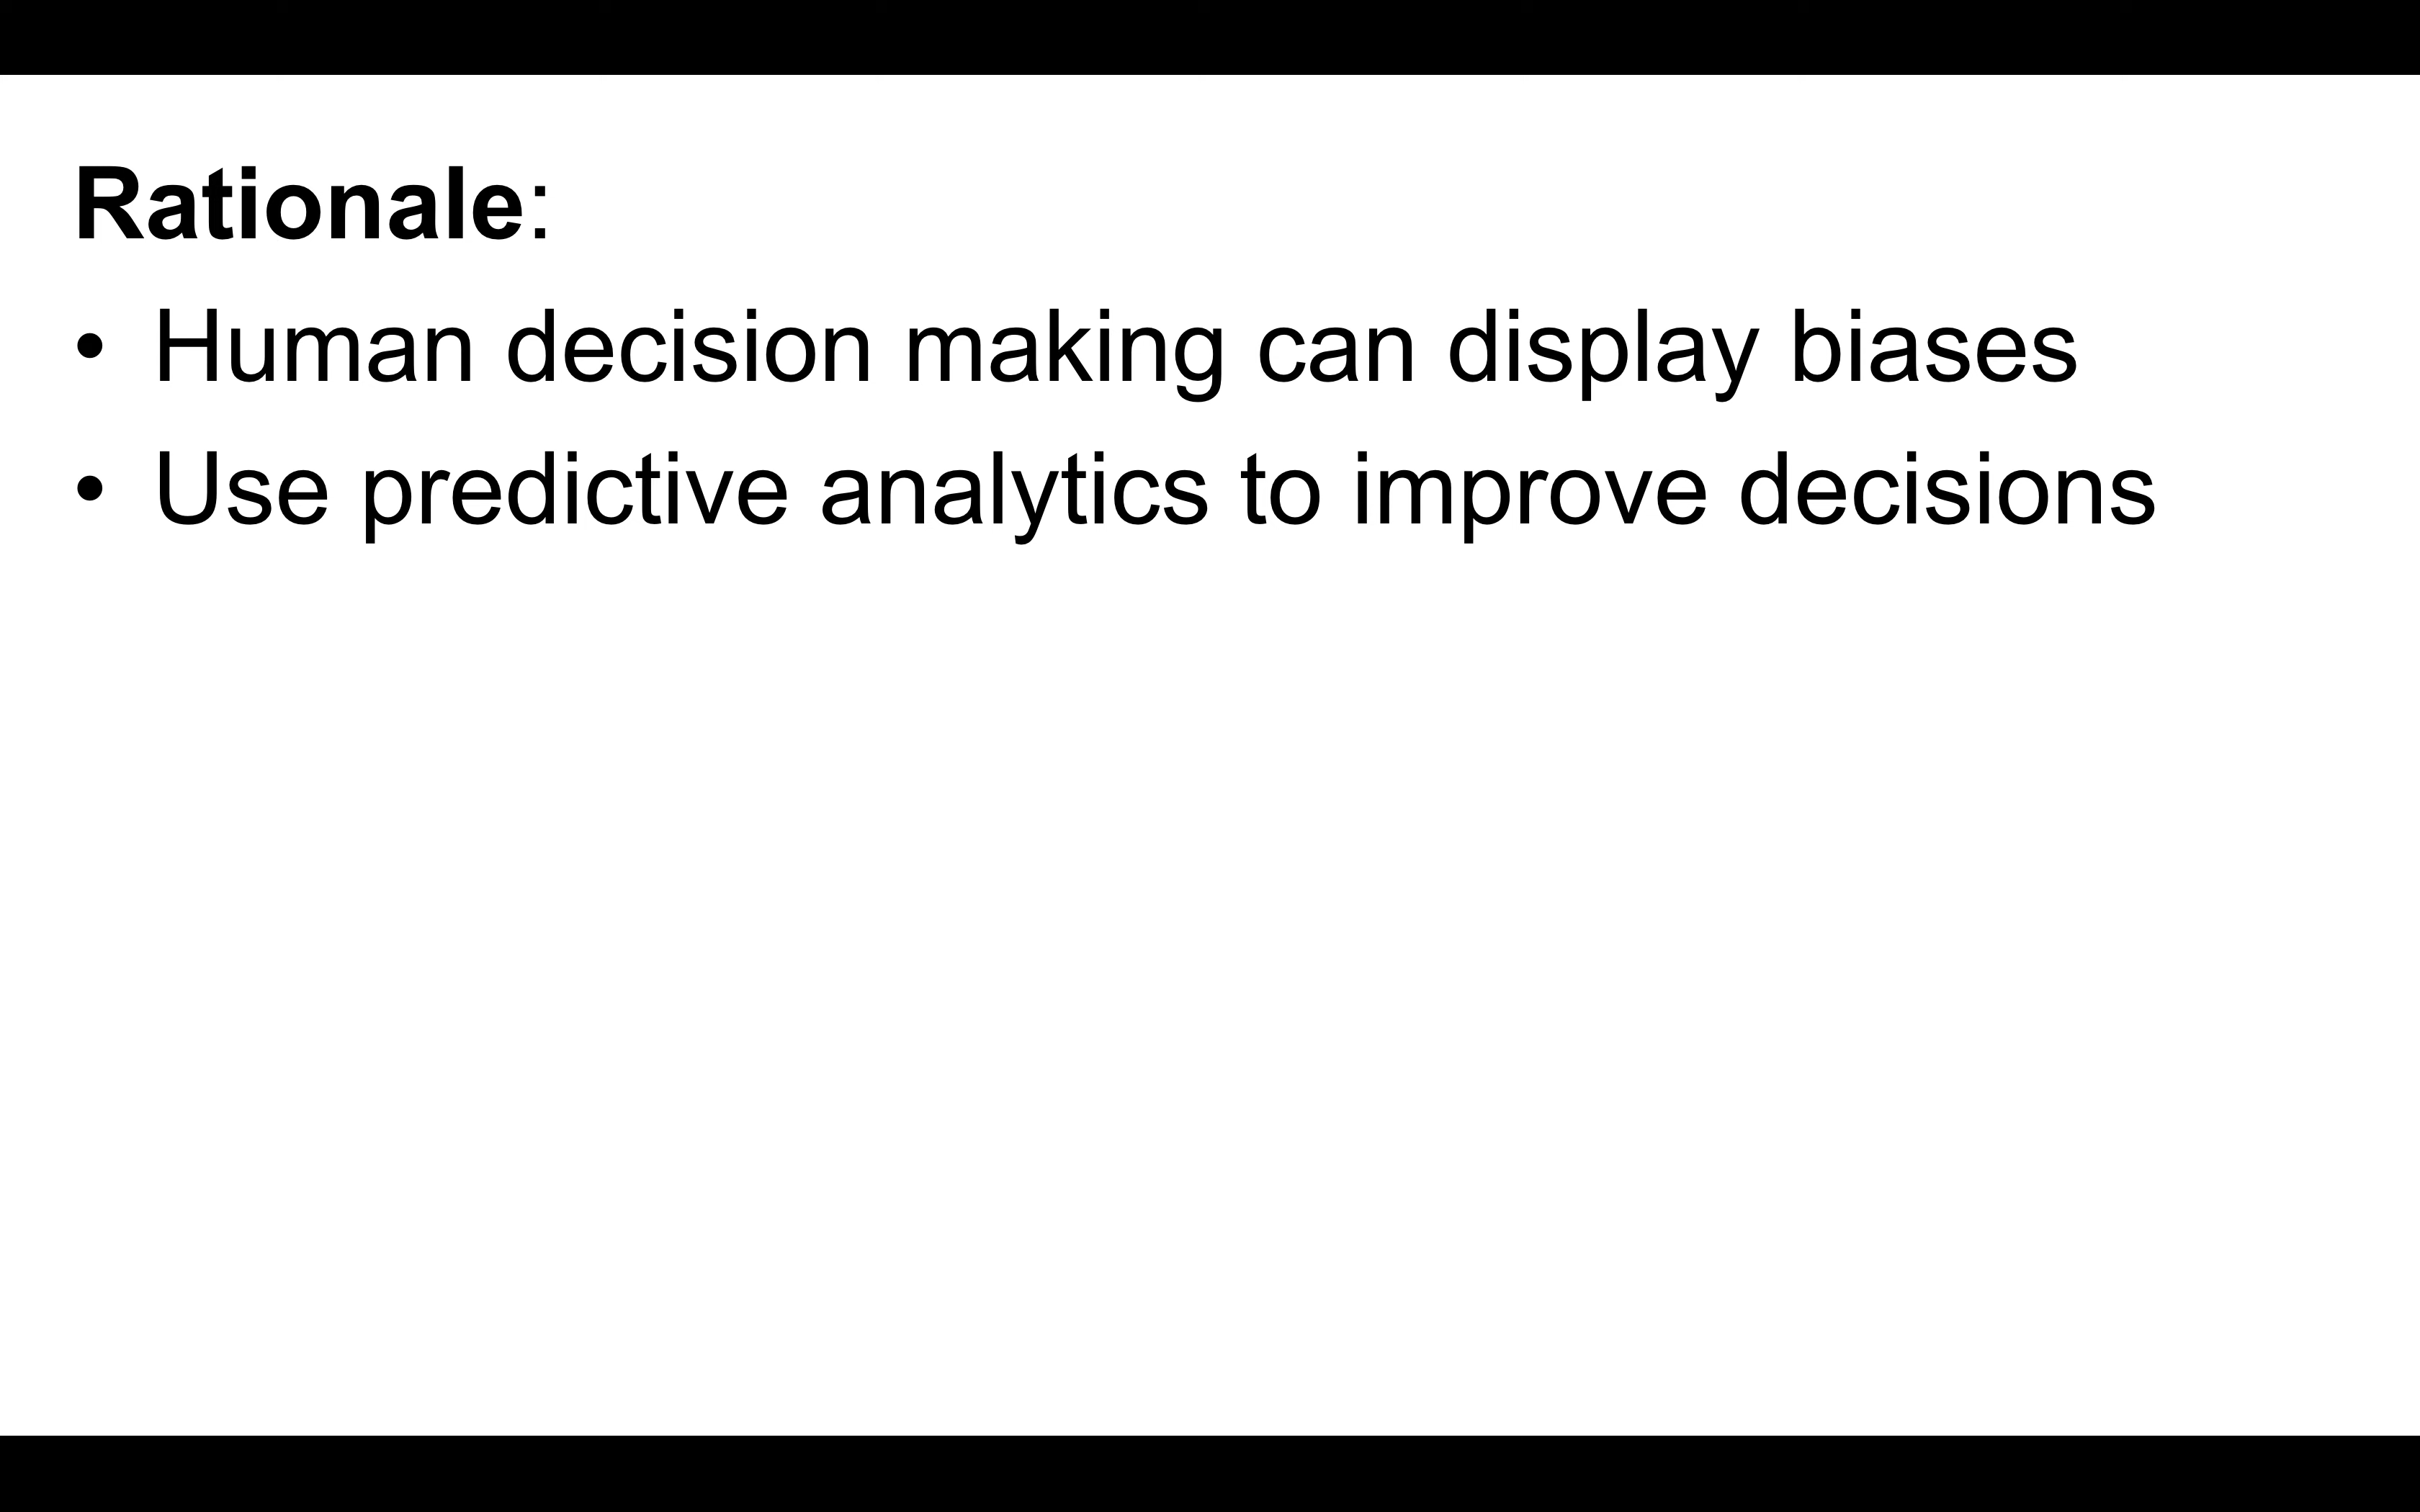 Rationale:
• Human decision making can display biases
• Use predictive analytics to improve decisions